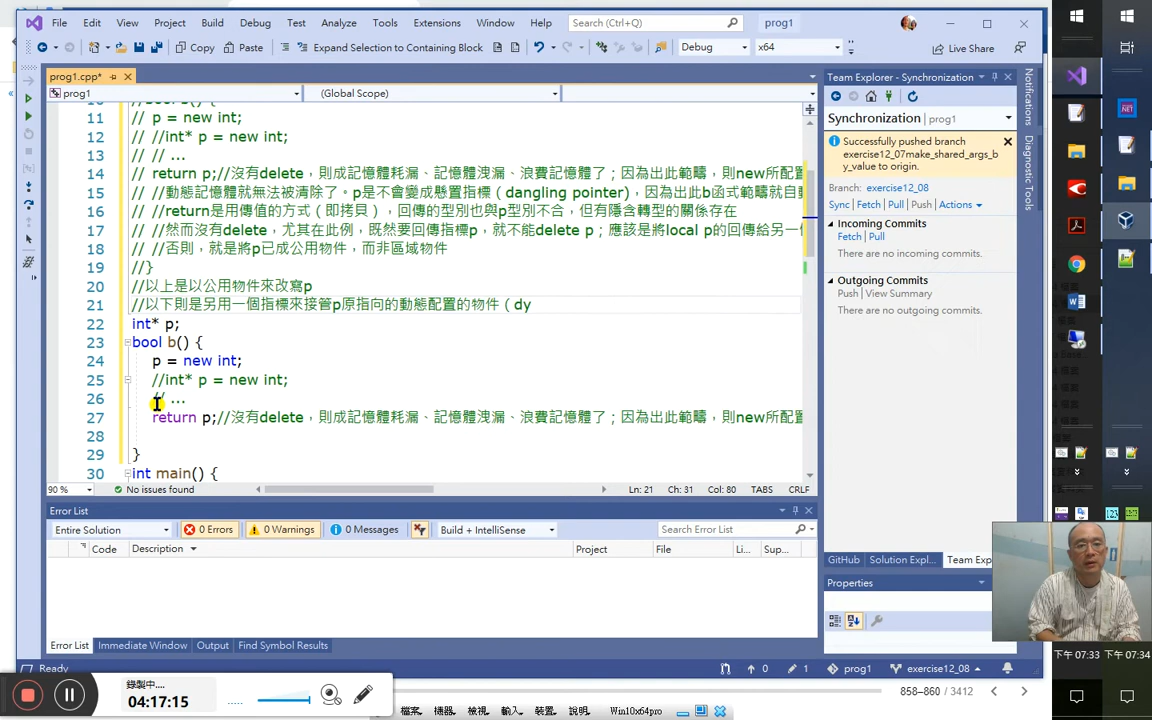 File Edit View Project Build Debug Test Analyze Tools Extensions Window Help Search (Ctrl+Q) prog1
Copy Paste Expand Selection to Containing Block Debug x64 Live Share
prog1.cpp*
prog1 (Global Scope)
11 // p = new int;
12 //int* p = new int;
13 // // ...
14 // return p;//沒有delete，則成記憶體耗漏、記憶體洩漏、浪費記憶體了；因為出此範疇，則new所配置
15 // //動態記憶體就無法被清除了。p是不會變成懸置指標（dangling pointer)，因為出此b函式範疇就自動
16 // //return是用傳值的方式（即拷貝），回傳的型別也與p型別不合，但有隱含轉型的關係存在
17 // //然而沒有delete，尤其在此例，既然要回傳指標p，就不能delete p；應該是將local p的回傳給另一
18 // //否則，就是將p已成公用物件，而非區域物件
19 //}
20 //以上是以公用物件來改寫p
21 //以下則是另用一個指標來接管p原指向的動態配置的物件（dy
22 int* p;
23 bool b() {
24 p = new int;
25 //int* p = new int;
26 // ...
27 return p;//沒有delete，則成記憶體耗漏、記憶體洩漏、浪費記憶體了；因為出此範疇，則new所配置
28
29 }
30 int main() {
90 % No issues found Ln: 21 Ch: 31 Col: 80 TABS CRLF
Error List
Entire Solution 0 Errors 0 Warnings 0 Messages Build + IntelliSense Search Error List
Code Description Project File Li... Sup...
Error List Immediate Window Output Find Symbol Results
Ready 0 1 prog1 exercise12_08
Team Explorer - Synchronization
Synchronization | prog1
Successfully pushed branch
exercise12_07make_shared_args_b
y_value to origin.
Branch: exercise12_08
Sync | Fetch | Pull | Push | Actions
Incoming Commits
Fetch | Pull
There are no incoming commits.
Outgoing Commits
Push | View Summary
There are no outgoing commits.
GitHub Solution Expl... Team Exp
Properties
Notifications
Diagnostic Tools
下午 07:33 下午 07:34
錄製中....
04:17:15
858–860 / 3412
檔案, 機器, 檢視, 輸入, 裝置, 說明, Win10x64pro